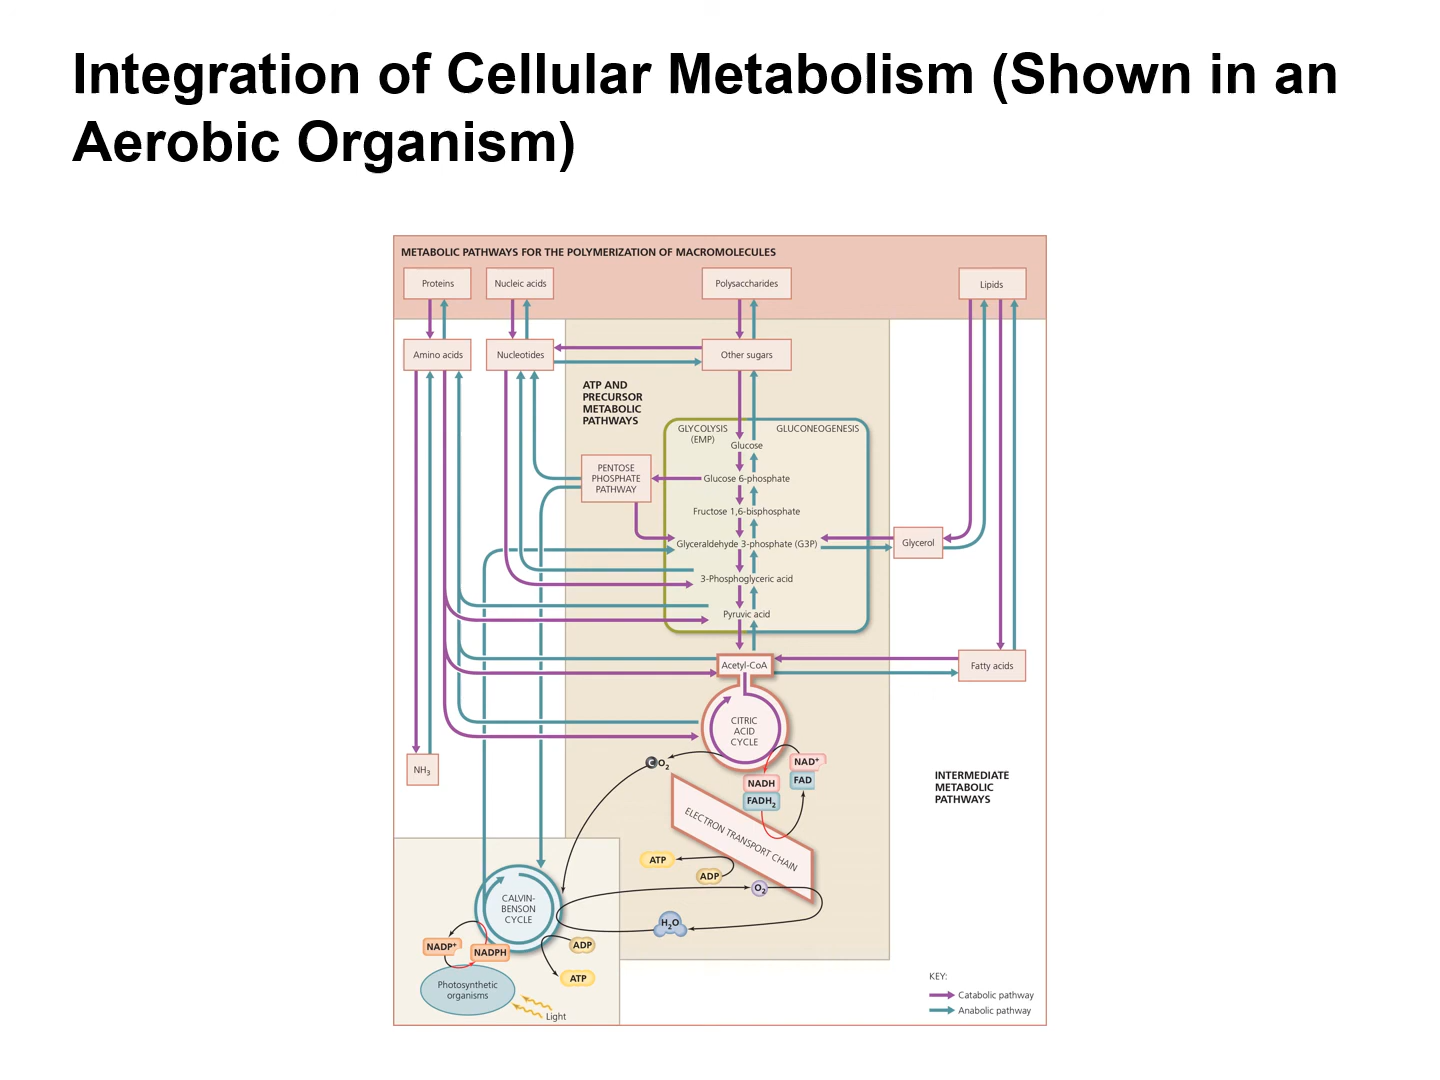 Integration of Cellular Metabolism (Shown in an
Aerobic Organism)
METABOLIC PATHWAYS FOR THE POLYMERIZATION OF MACROMOLECULES
Proteins
Nucleic acids
Polysaccharides
Lipids
Amino acids
Nucleotides
Other sugars
ATP AND
PRECURSOR
METABOLIC
PATHWAYS
GLYCOLYSIS
(EMP)
GLUCONEOGENESIS
Glucose
PENTOSE
PHOSPHATE
PATHWAY
Glucose 6-phosphate
Fructose 1,6-bisphosphate
Glyceraldehyde 3-phosphate (G3P)
Glycerol
3-Phosphoglyceric acid
Pyruvic acid
Acetyl-CoA
Fatty acids
CITRIC
ACID
CYCLE
NH3
CO2
NAD+
FAD
NADH
FADH2
INTERMEDIATE
METABOLIC
PATHWAYS
ELECTRON TRANSPORT CHAIN
ATP
ADP
O2
H2O
CALVIN-
BENSON
CYCLE
NADP+
NADPH
ADP
ATP
Photosynthetic
organisms
Light
KEY:
Catabolic pathway
Anabolic pathway